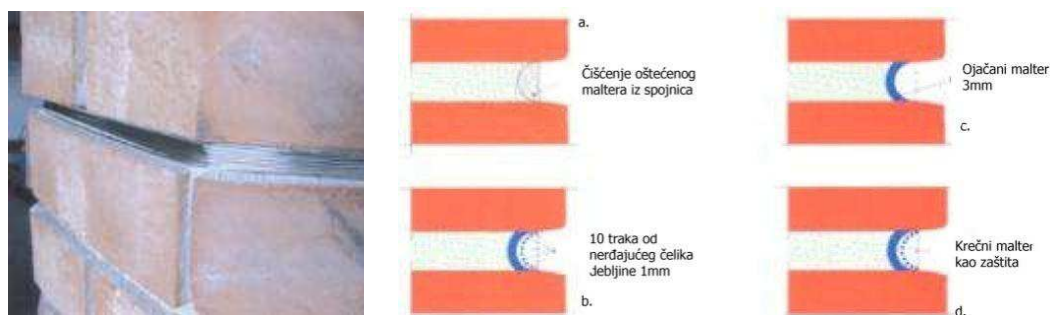 a.
Čišćenje oštećenog
maltera iz spojnica
Ojačani malter
3mm
c.
10 traka od
nerđajućeg čelika
debljine 1mm
b.
Krečni malter
kao zaštita
d.